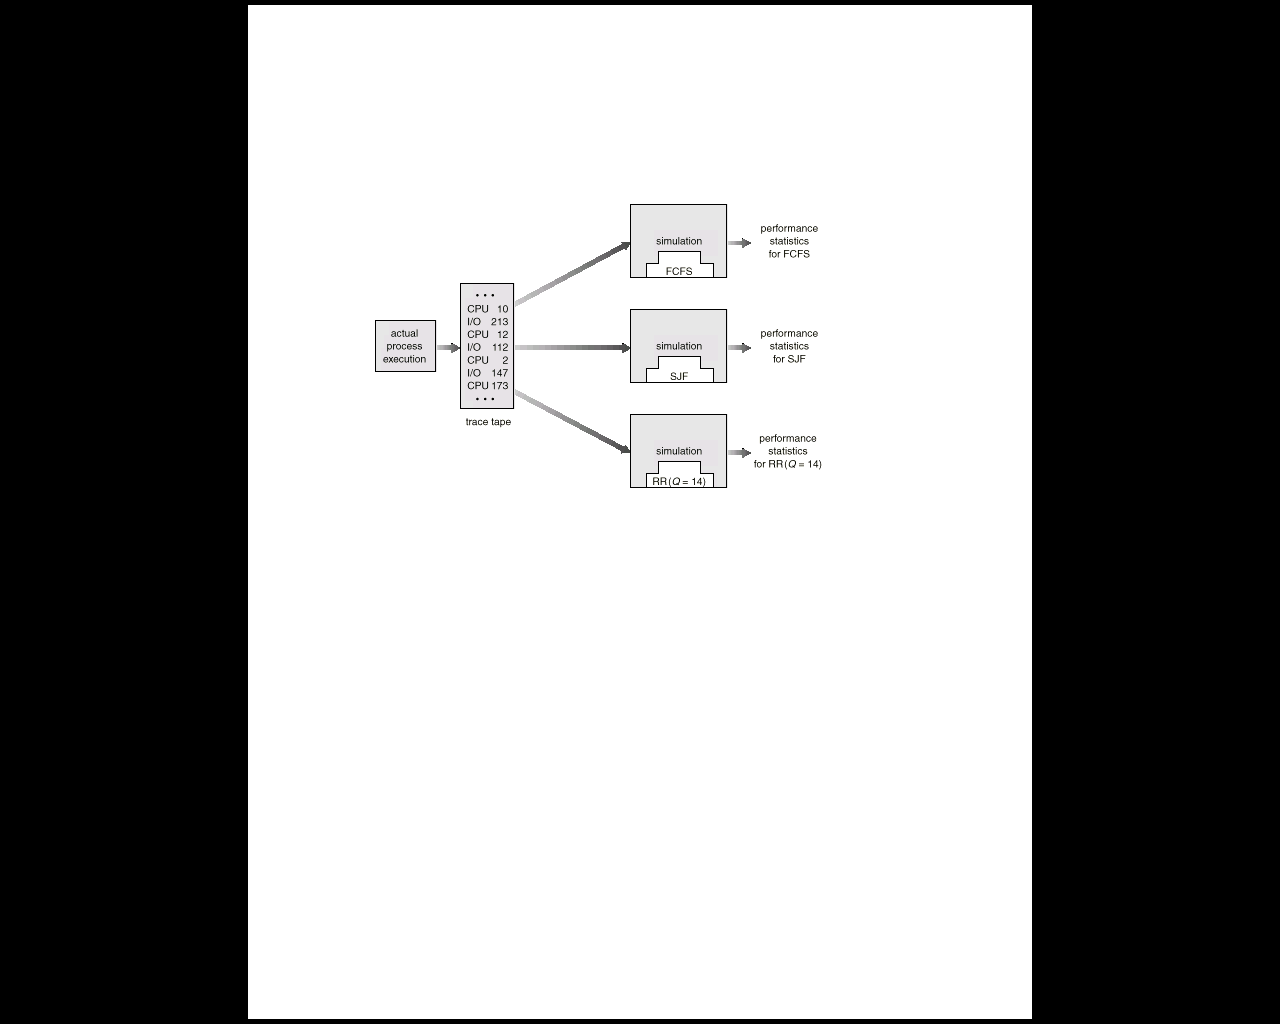 actual
process
execution
• • •
CPU 10
I/O 213
CPU 12
I/O 112
CPU 2
I/O 147
CPU 173
• • •
trace tape
simulation
FCFS
performance
statistics
for FCFS
simulation
SJF
performance
statistics
for SJF
simulation
RR (Q = 14)
performance
statistics
for RR (Q = 14)